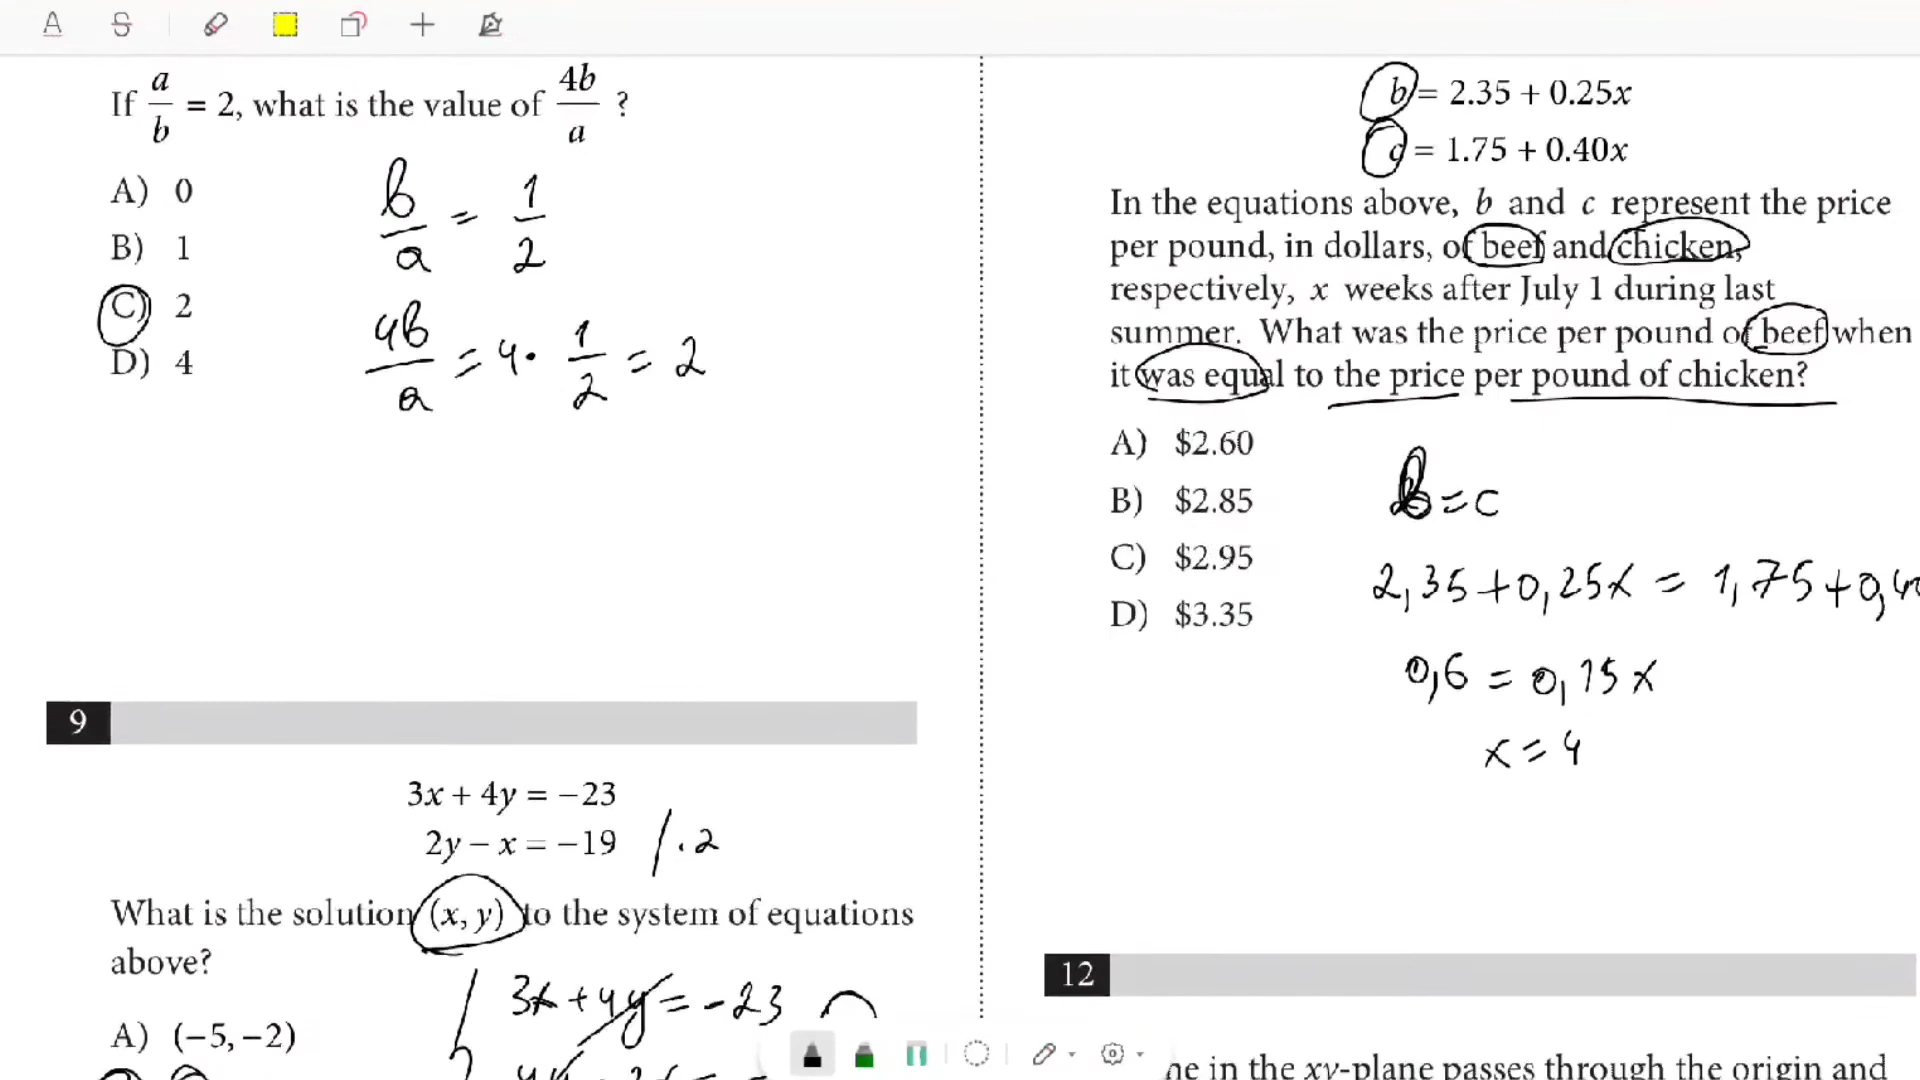 If a/b = 2, what is the value of 4b/a ?
A) 0
B) 1
C) 2
D) 4
b/a = 1/2
4b/a = 4 · 1/2 = 2
9
3x + 4y = −23
2y − x = −19 / · 2
What is the solution (x, y) to the system of equations
above?
A) (−5, −2)
3x + 4y = -23
b = 2.35 + 0.25x
c = 1.75 + 0.40x
In the equations above, b and c represent the price
per pound, in dollars, of beef and chicken,
respectively, x weeks after July 1 during last
summer. What was the price per pound of beef when
it was equal to the price per pound of chicken?
A) $2.60
B) $2.85
C) $2.95
D) $3.35
b = c
2,35 + 0,25x = 1,75 + 0,40
0,6 = 0,15x
x = 4
12
ne in the xy-plane passes through the origin and